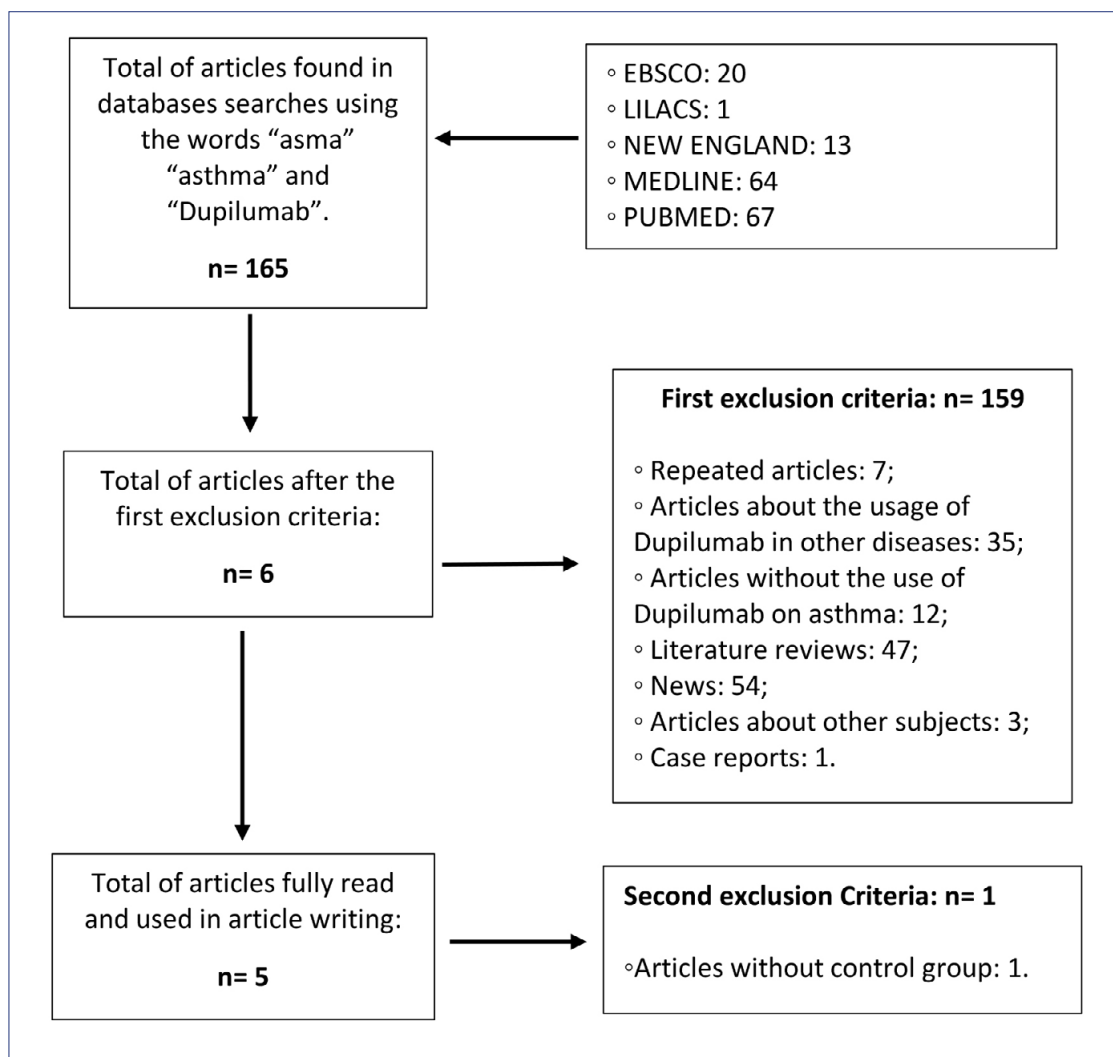 Total of articles found in
databases searches using
the words “asma”
“asthma” and
“Dupilumab”.
n= 165
◦ EBSCO: 20
◦ LILACS: 1
◦ NEW ENGLAND: 13
◦ MEDLINE: 64
◦ PUBMED: 67
Total of articles after the
first exclusion criteria:
n= 6
First exclusion criteria: n= 159
◦ Repeated articles: 7;
◦ Articles about the usage of
Dupilumab in other diseases: 35;
◦ Articles without the use of
Dupilumab on asthma: 12;
◦ Literature reviews: 47;
◦ News: 54;
◦ Articles about other subjects: 3;
◦ Case reports: 1.
Total of articles fully read
and used in article writing:
n= 5
Second exclusion Criteria: n= 1
◦Articles without control group: 1.